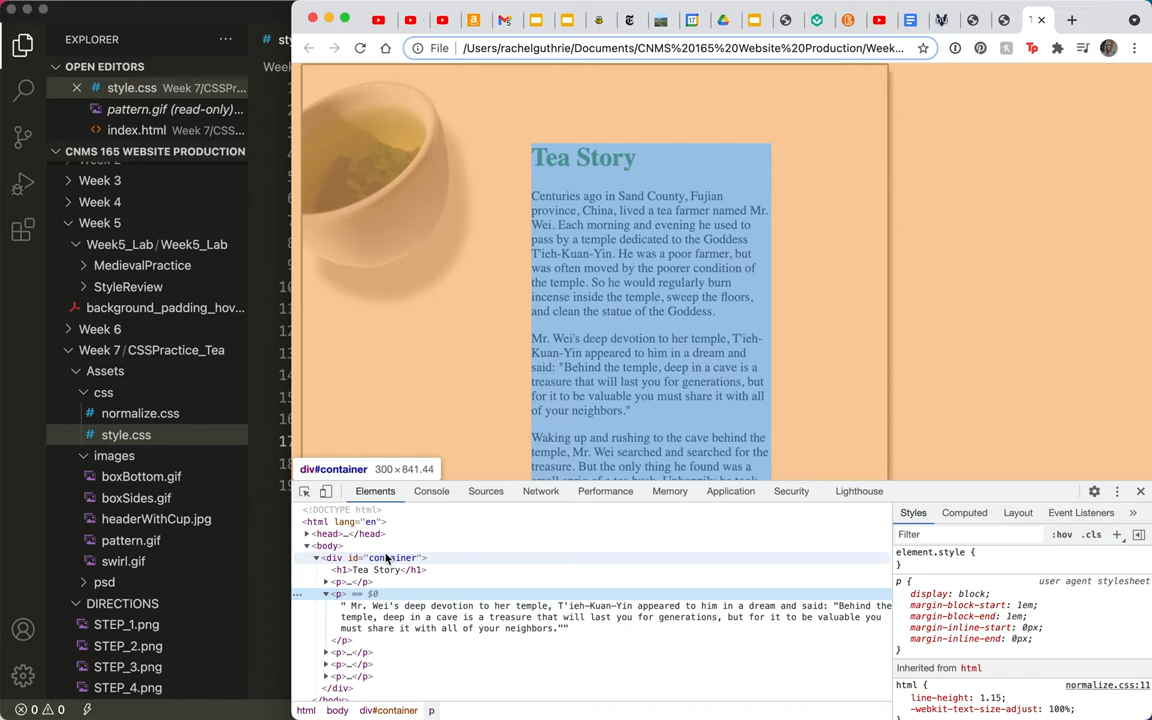 EXPLORER
OPEN EDITORS
style.css Week 7/CSSPr...
pattern.gif (read-only)...
index.html Week 7/CSS...
CNMS 165 WEBSITE PRODUCTION
Week 3
Week 4
Week 5
Week5_Lab / Week5_Lab
MedievalPractice
StyleReview
background_padding_hov...
Week 6
Week 7 / CSSPractice_Tea
Assets
css
normalize.css
style.css
images
boxBottom.gif
boxSides.gif
headerWithCup.jpg
pattern.gif
swirl.gif
psd
DIRECTIONS
STEP_1.png
STEP_2.png
STEP_3.png
STEP_4.png
0 0
# sty
Week
File /Users/rachelguthrie/Documents/CNMS%20165%20Website%20Production/Week...
Tea Story
Centuries ago in Sand County, Fujian
province, China, lived a tea farmer named Mr.
Wei. Each morning and evening he used to
pass by a temple dedicated to the Goddess
T'ieh-Kuan-Yin. He was a poor farmer, but
was often moved by the poorer condition of
the temple. So he would regularly burn
incense inside the temple, sweep the floors,
and clean the statue of the Goddess.
Mr. Wei's deep devotion to her temple, T'ieh-
Kuan-Yin appeared to him in a dream and
said: "Behind the temple, deep in a cave is a
treasure that will last you for generations, but
for it to be valuable you must share it with all
of your neighbors."
Waking up and rushing to the cave behind the
temple, Mr. Wei searched and searched for the
treasure. But the only thing he found was a
div#container 300 × 841.44
Elements Console Sources Network Performance Memory Application Security Lighthouse
<!DOCTYPE html>
<html lang="en">
<head>…</head>
<body>
<div id="container">
<h1>Tea Story</h1>
<p>…</p>
<p> == $0
" Mr. Wei's deep devotion to her temple, T'ieh-Kuan-Yin appeared to him in a dream and said: "Behind the
temple, deep in a cave is a treasure that will last you for generations, but for it to be valuable you
must share it with all of your neighbors.""
</p>
<p>…</p>
<p>…</p>
<p>…</p>
</div>
</body>
html body div#container p
Styles Computed Layout Event Listeners
Filter :hov .cls
element.style {
}
p { user agent stylesheet
display: block;
margin-block-start: 1em;
margin-block-end: 1em;
margin-inline-start: 0px;
margin-inline-end: 0px;
}
Inherited from html
html { normalize.css:11
line-height: 1.15;
-webkit-text-size-adjust: 100%;